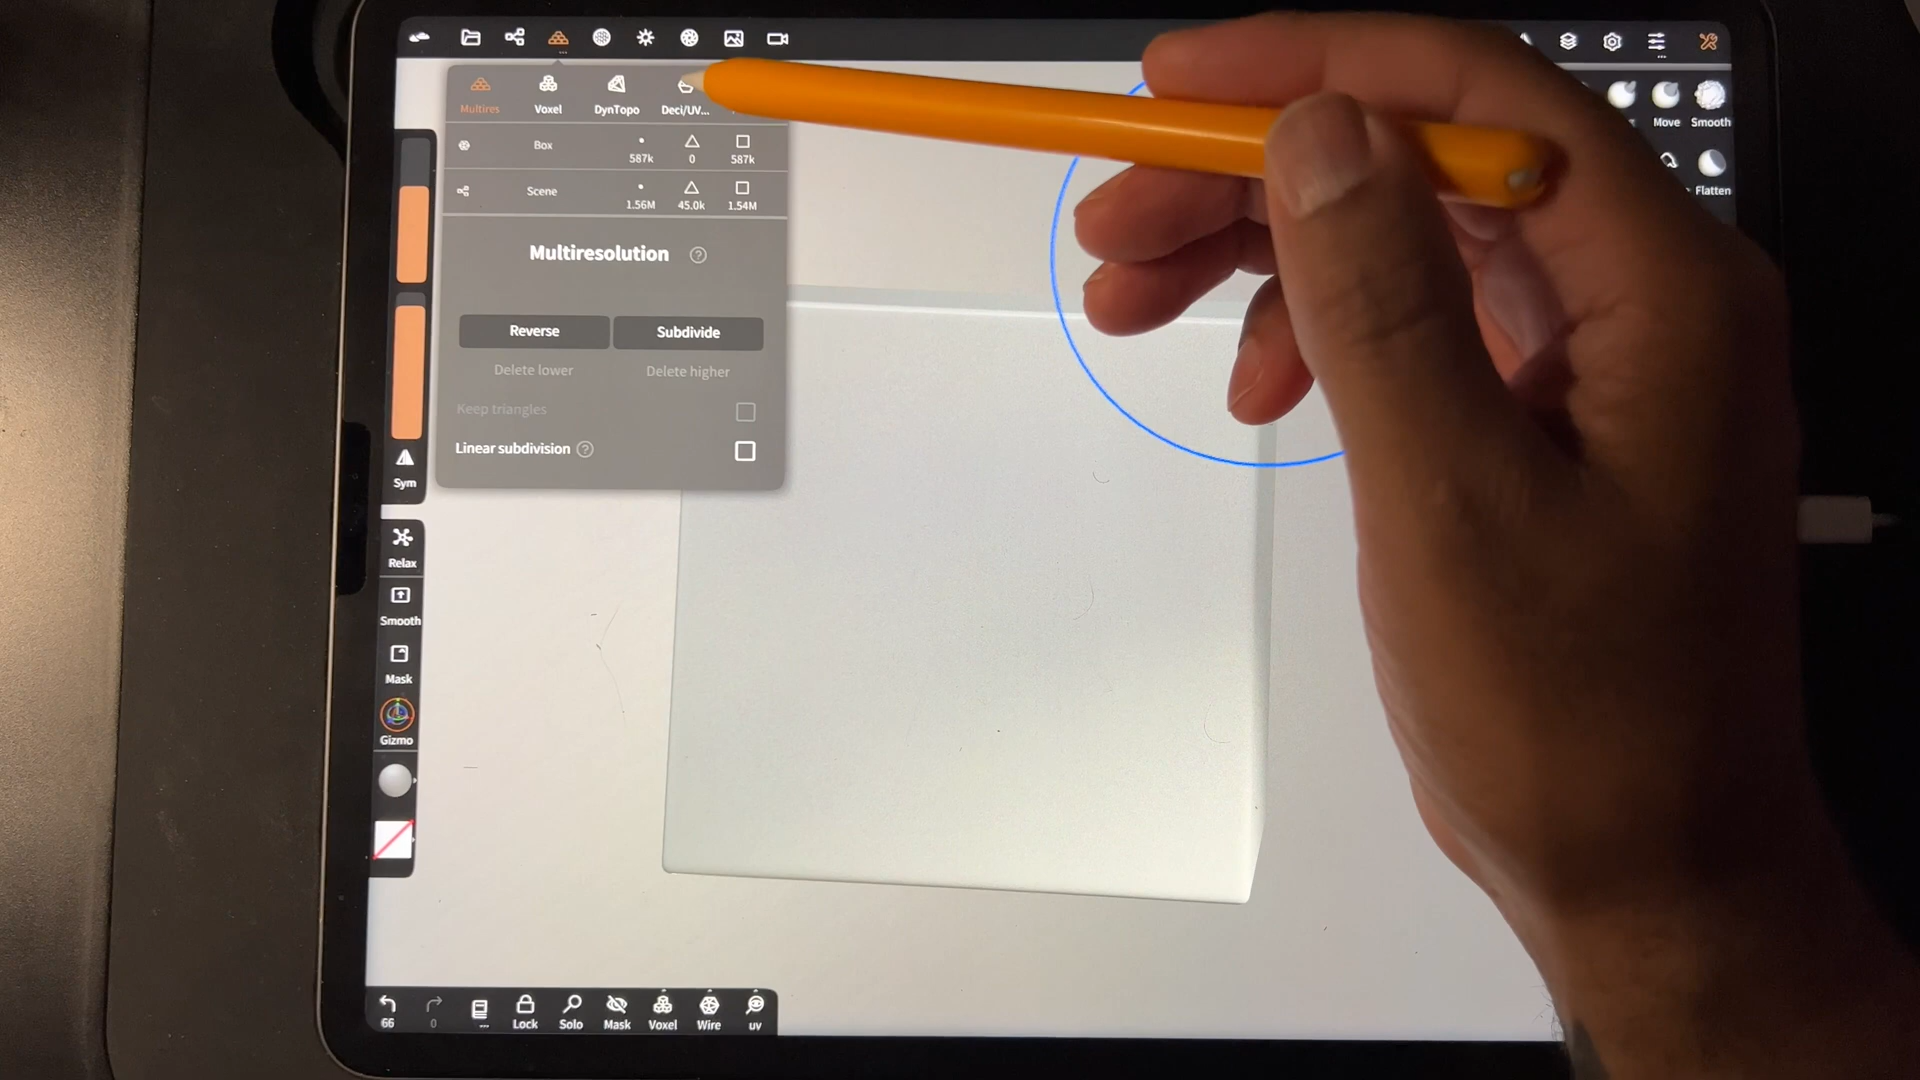 Multires
Voxel
DynTopo
Deci/UV...
Box
587k
0
587k
Scene
1.56M
45.0k
1.54M
Multiresolution ?
Reverse
Subdivide
Delete lower
Delete higher
Keep triangles
Linear subdivision ?
Sym
Relax
Smooth
Mask
Gizmo
Move
Smooth
Flatten
66
0
...
Lock
Solo
Mask
Voxel
Wire
uv